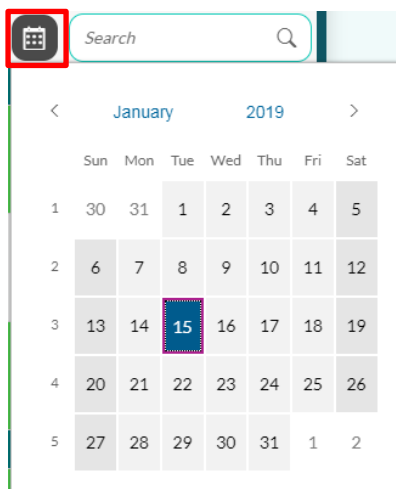 Search
January 2019
Sun Mon Tue Wed Thu Fri Sat
1 30 31 1 2 3 4 5
2 6 7 8 9 10 11 12
3 13 14 15 16 17 18 19
4 20 21 22 23 24 25 26
5 27 28 29 30 31 1 2